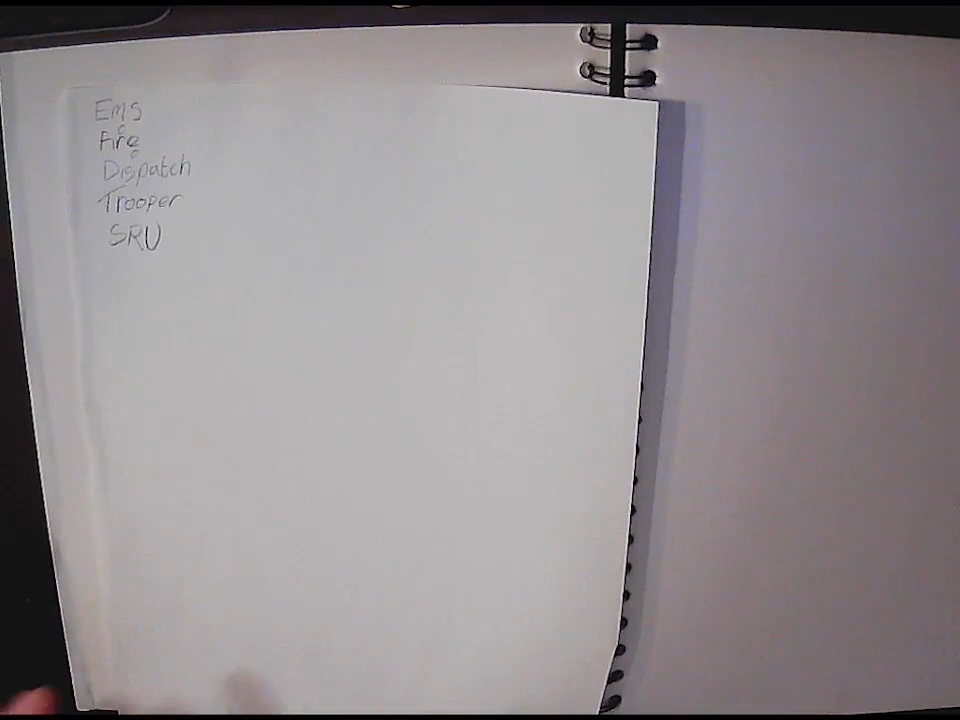 EmS
Fire
Dispatch
Trooper
SRU